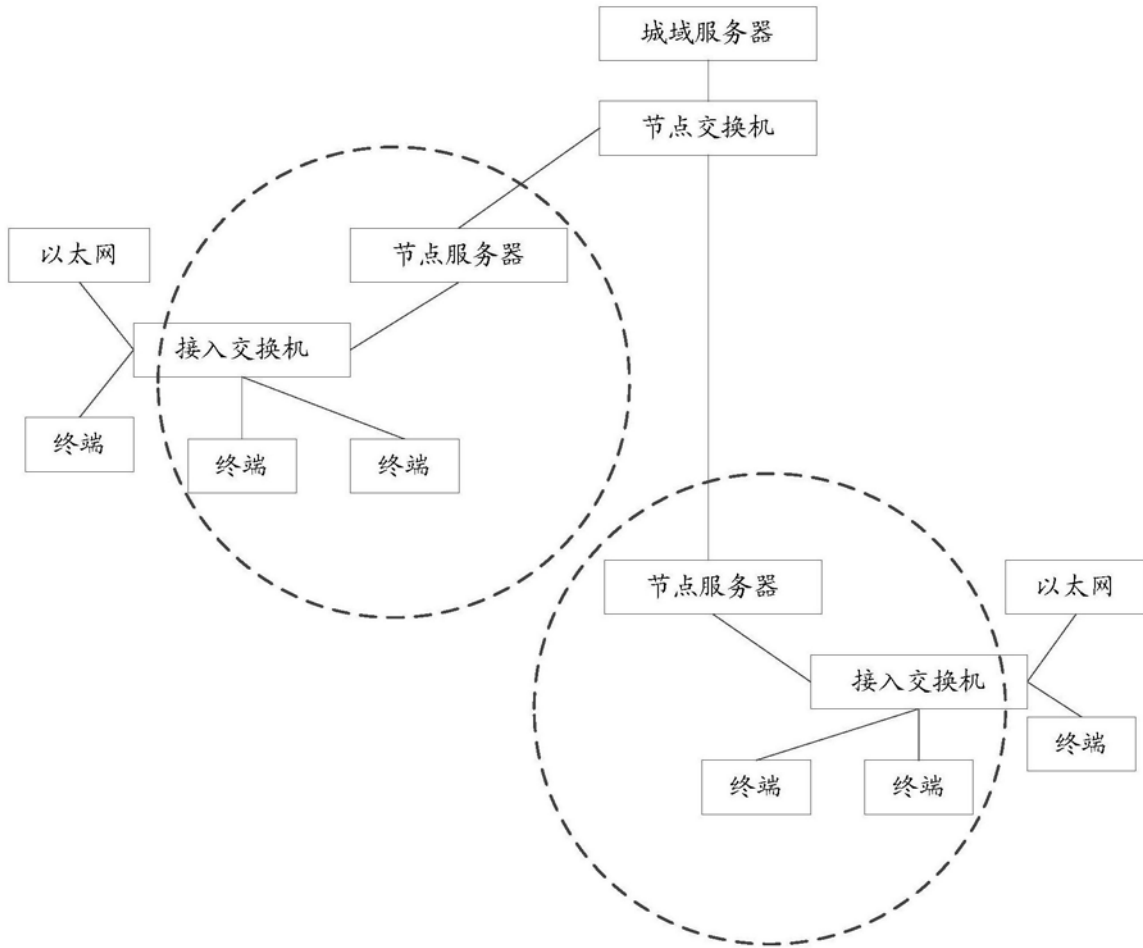 城域服务器
节点交换机
以太网
节点服务器
接入交换机
终端
终端
终端
节点服务器
以太网
接入交换机
终端
终端
终端